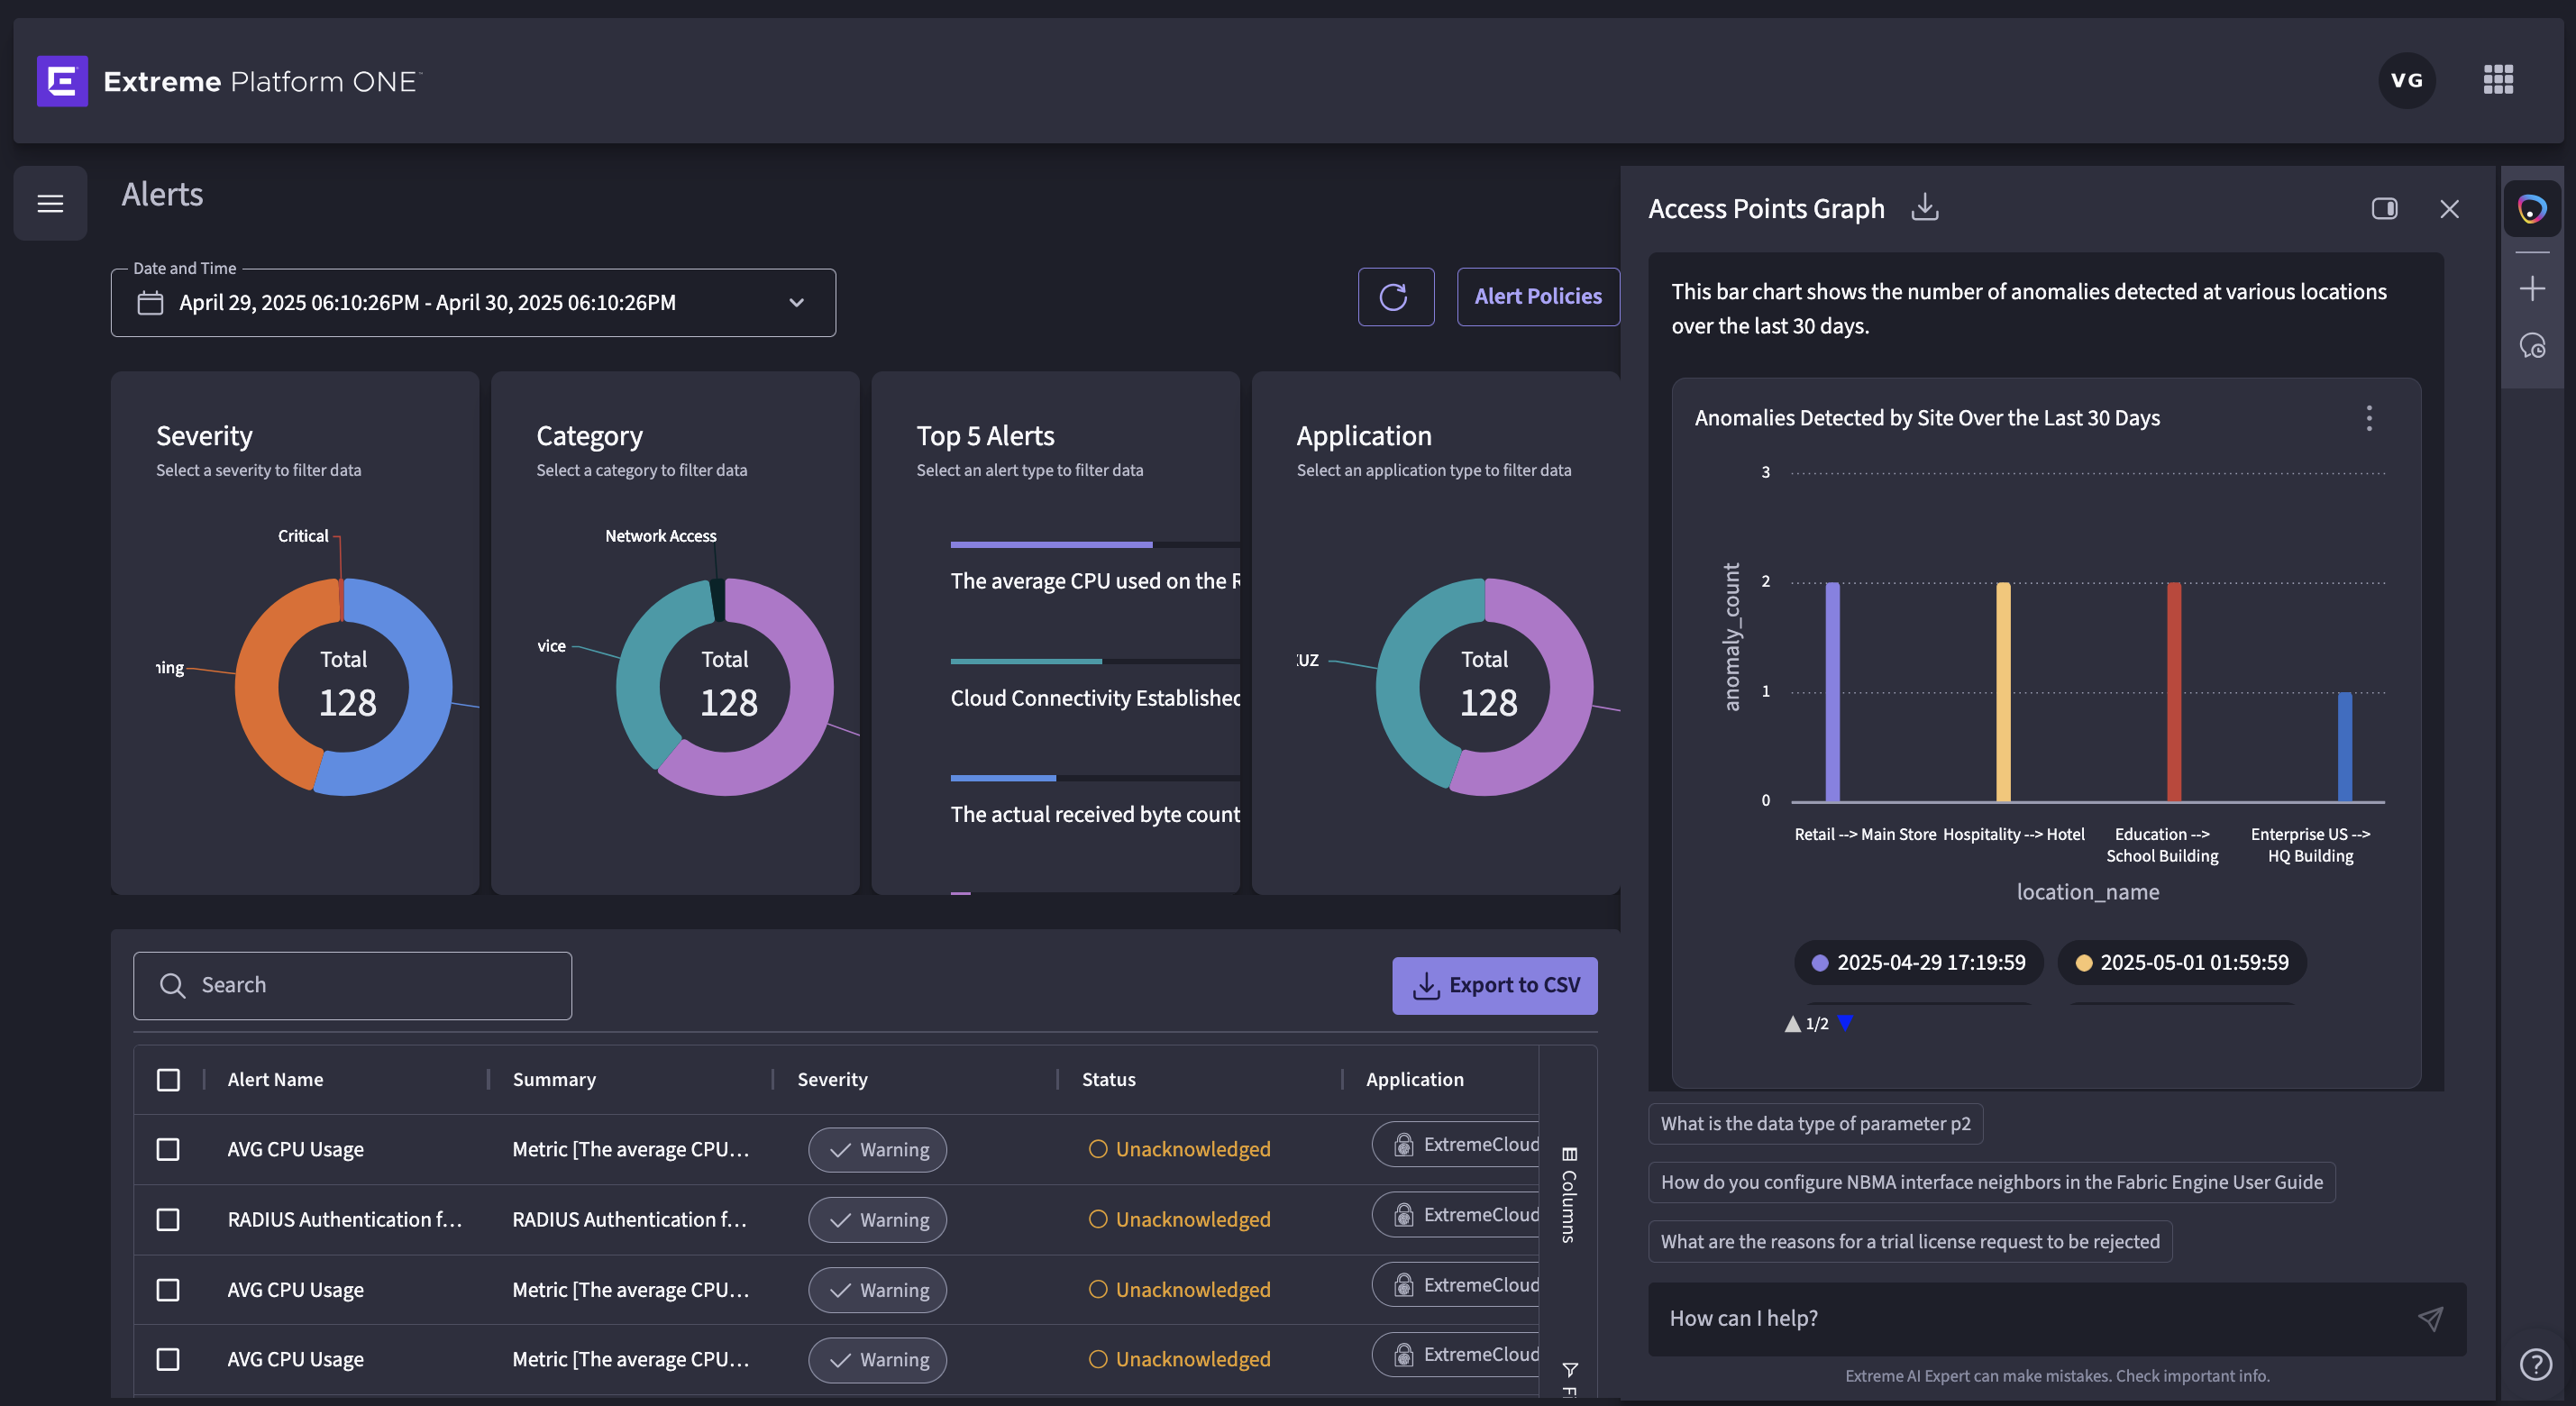 Extreme Platform ONE™
VG
Alerts
Date and Time
April 29, 2025 06:10:26PM - April 30, 2025 06:10:26PM
Alert Policies
Severity
Select a severity to filter data
Critical
ning
Total
128
Category
Select a category to filter data
Network Access
vice
Total
128
Top 5 Alerts
Select an alert type to filter data
The average CPU used on the R
Cloud Connectivity Established
The actual received byte count
Application
Select an application type to filter data
IUZ
Total
128
Search
Export to CSV
Alert Name Summary Severity Status Application
AVG CPU Usage Metric [The average CPU... Warning Unacknowledged ExtremeCloud
RADIUS Authentication f... RADIUS Authentication f... Warning Unacknowledged ExtremeCloud
AVG CPU Usage Metric [The average CPU... Warning Unacknowledged ExtremeCloud
AVG CPU Usage Metric [The average CPU... Warning Unacknowledged ExtremeCloud
Columns
Access Points Graph
This bar chart shows the number of anomalies detected at various locations
over the last 30 days.
Anomalies Detected by Site Over the Last 30 Days
3
2
1
0
anomaly_count
Retail --> Main Store
Hospitality --> Hotel
Education -->
School Building
Enterprise US -->
HQ Building
location_name
2025-04-29 17:19:59
2025-05-01 01:59:59
1/2
What is the data type of parameter p2
How do you configure NBMA interface neighbors in the Fabric Engine User Guide
What are the reasons for a trial license request to be rejected
How can I help?
Extreme AI Expert can make mistakes. Check important info.